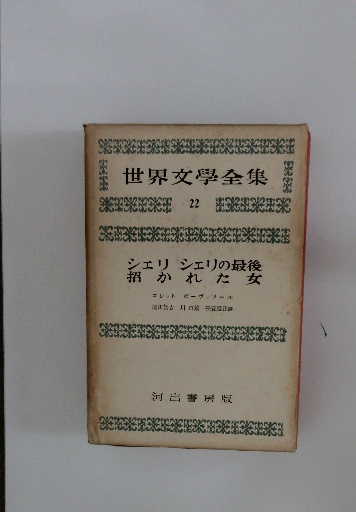 世界文學全集
22
シェリ シェリの最後
招かれた女
コレット ボーヴォワール
河出書房版